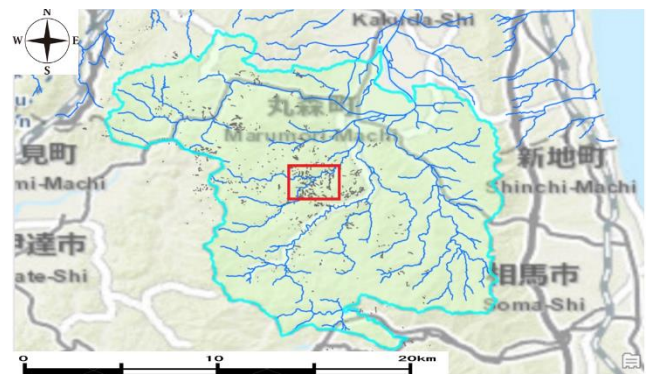 N
W E
S
Kakuda-Shi
丸森町
Marumori-Machi
見町
mi-Machi
新地町
Shinchi-Machi
伊達市
ate-Shi
相馬市
Soma-Shi
0 10 20km